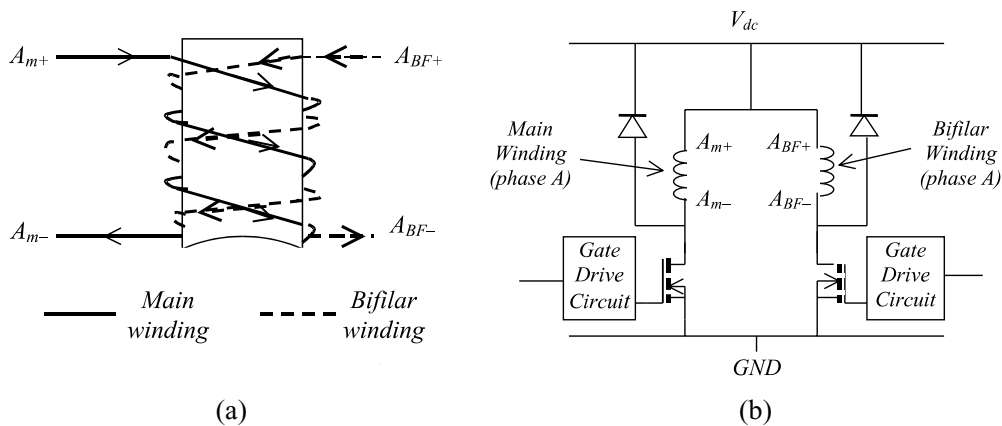 A_{m+}
A_{BF+}
A_{m–}
A_{BF–}
Main
winding
Bifilar
winding
(a)
V_{dc}
Main
Winding
(phase A)
A_{m+}
A_{BF+}
A_{m–}
A_{BF–}
Bifilar
Winding
(phase A)
Gate
Drive
Circuit
Gate
Drive
Circuit
GND
(b)